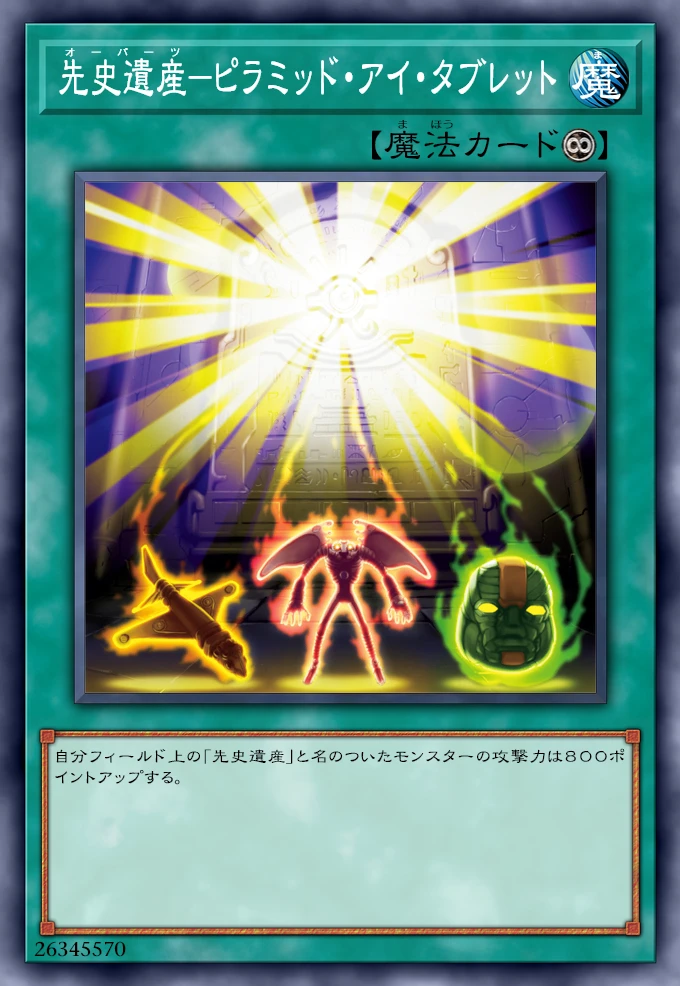 オーパーツ
先史遺産－ピラミッド・アイ・タブレット
ま
魔
ま ほう
【魔法カード】
自分フィールド上の「先史遺産」と名のついたモンスターの攻撃力は８００ポ
イントアップする。
26345570